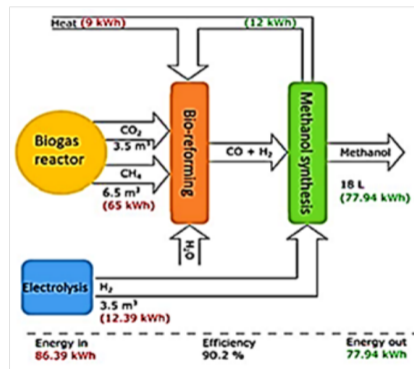 Heat (9 kWh)
(12 kWh)
Biogas
reactor
CO₂
3.5 m³
CH₄
6.5 m³
(65 kWh)
Bio-reforming
H₂O
CO + H₂
Methanol synthesis
Methanol
18 L
(77.94 kWh)
Electrolysis
H₂
3.5 m³
(12.39 kWh)
Energy in
86.39 kWh
Efficiency
90.2 %
Energy out
77.94 kWh